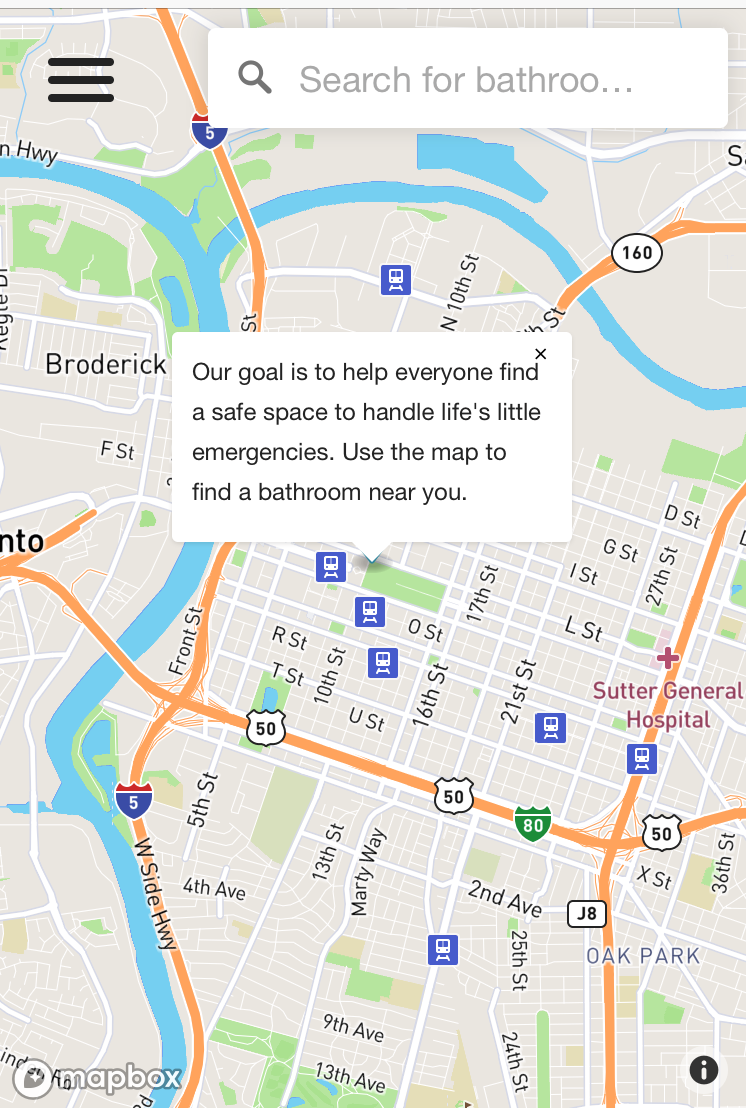 Search for bathroo…
5
n Hwy
Sa
160
N 10th St
th St
St
Broderick
Our goal is to help everyone find
a safe space to handle life's little
emergencies. Use the map to
find a bathroom near you.
×
F St
nto
D St
G St
I St
27th St
17th St
L St
O St
Front St
R St
T St
10th St
16th St
21st St
U St
Sutter General
Hospital
50
5
5th St
50
80
50
13th St
Marty Way
W Side Hwy
4th Ave
2nd Ave
X St
36th St
J8
25th St
OAK PARK
9th Ave
24th St
13th Ave
mapbox